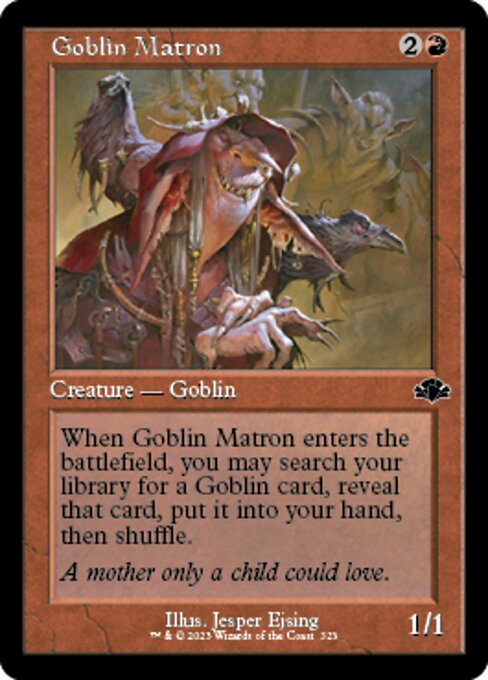 Goblin Matron 2
Creature — Goblin
When Goblin Matron enters the
battlefield, you may search your
library for a Goblin card, reveal
that card, put it into your hand,
then shuffle.
A mother only a child could love.
Illus. Jesper Ejsing
™ & © 2023 Wizards of the Coast 323
1/1